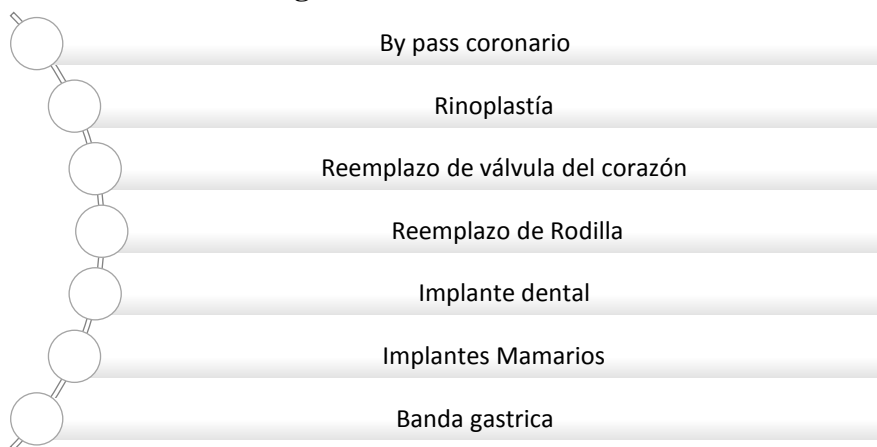 By pass coronario
Rinoplastía
Reemplazo de válvula del corazón
Reemplazo de Rodilla
Implante dental
Implantes Mamarios
Banda gastrica